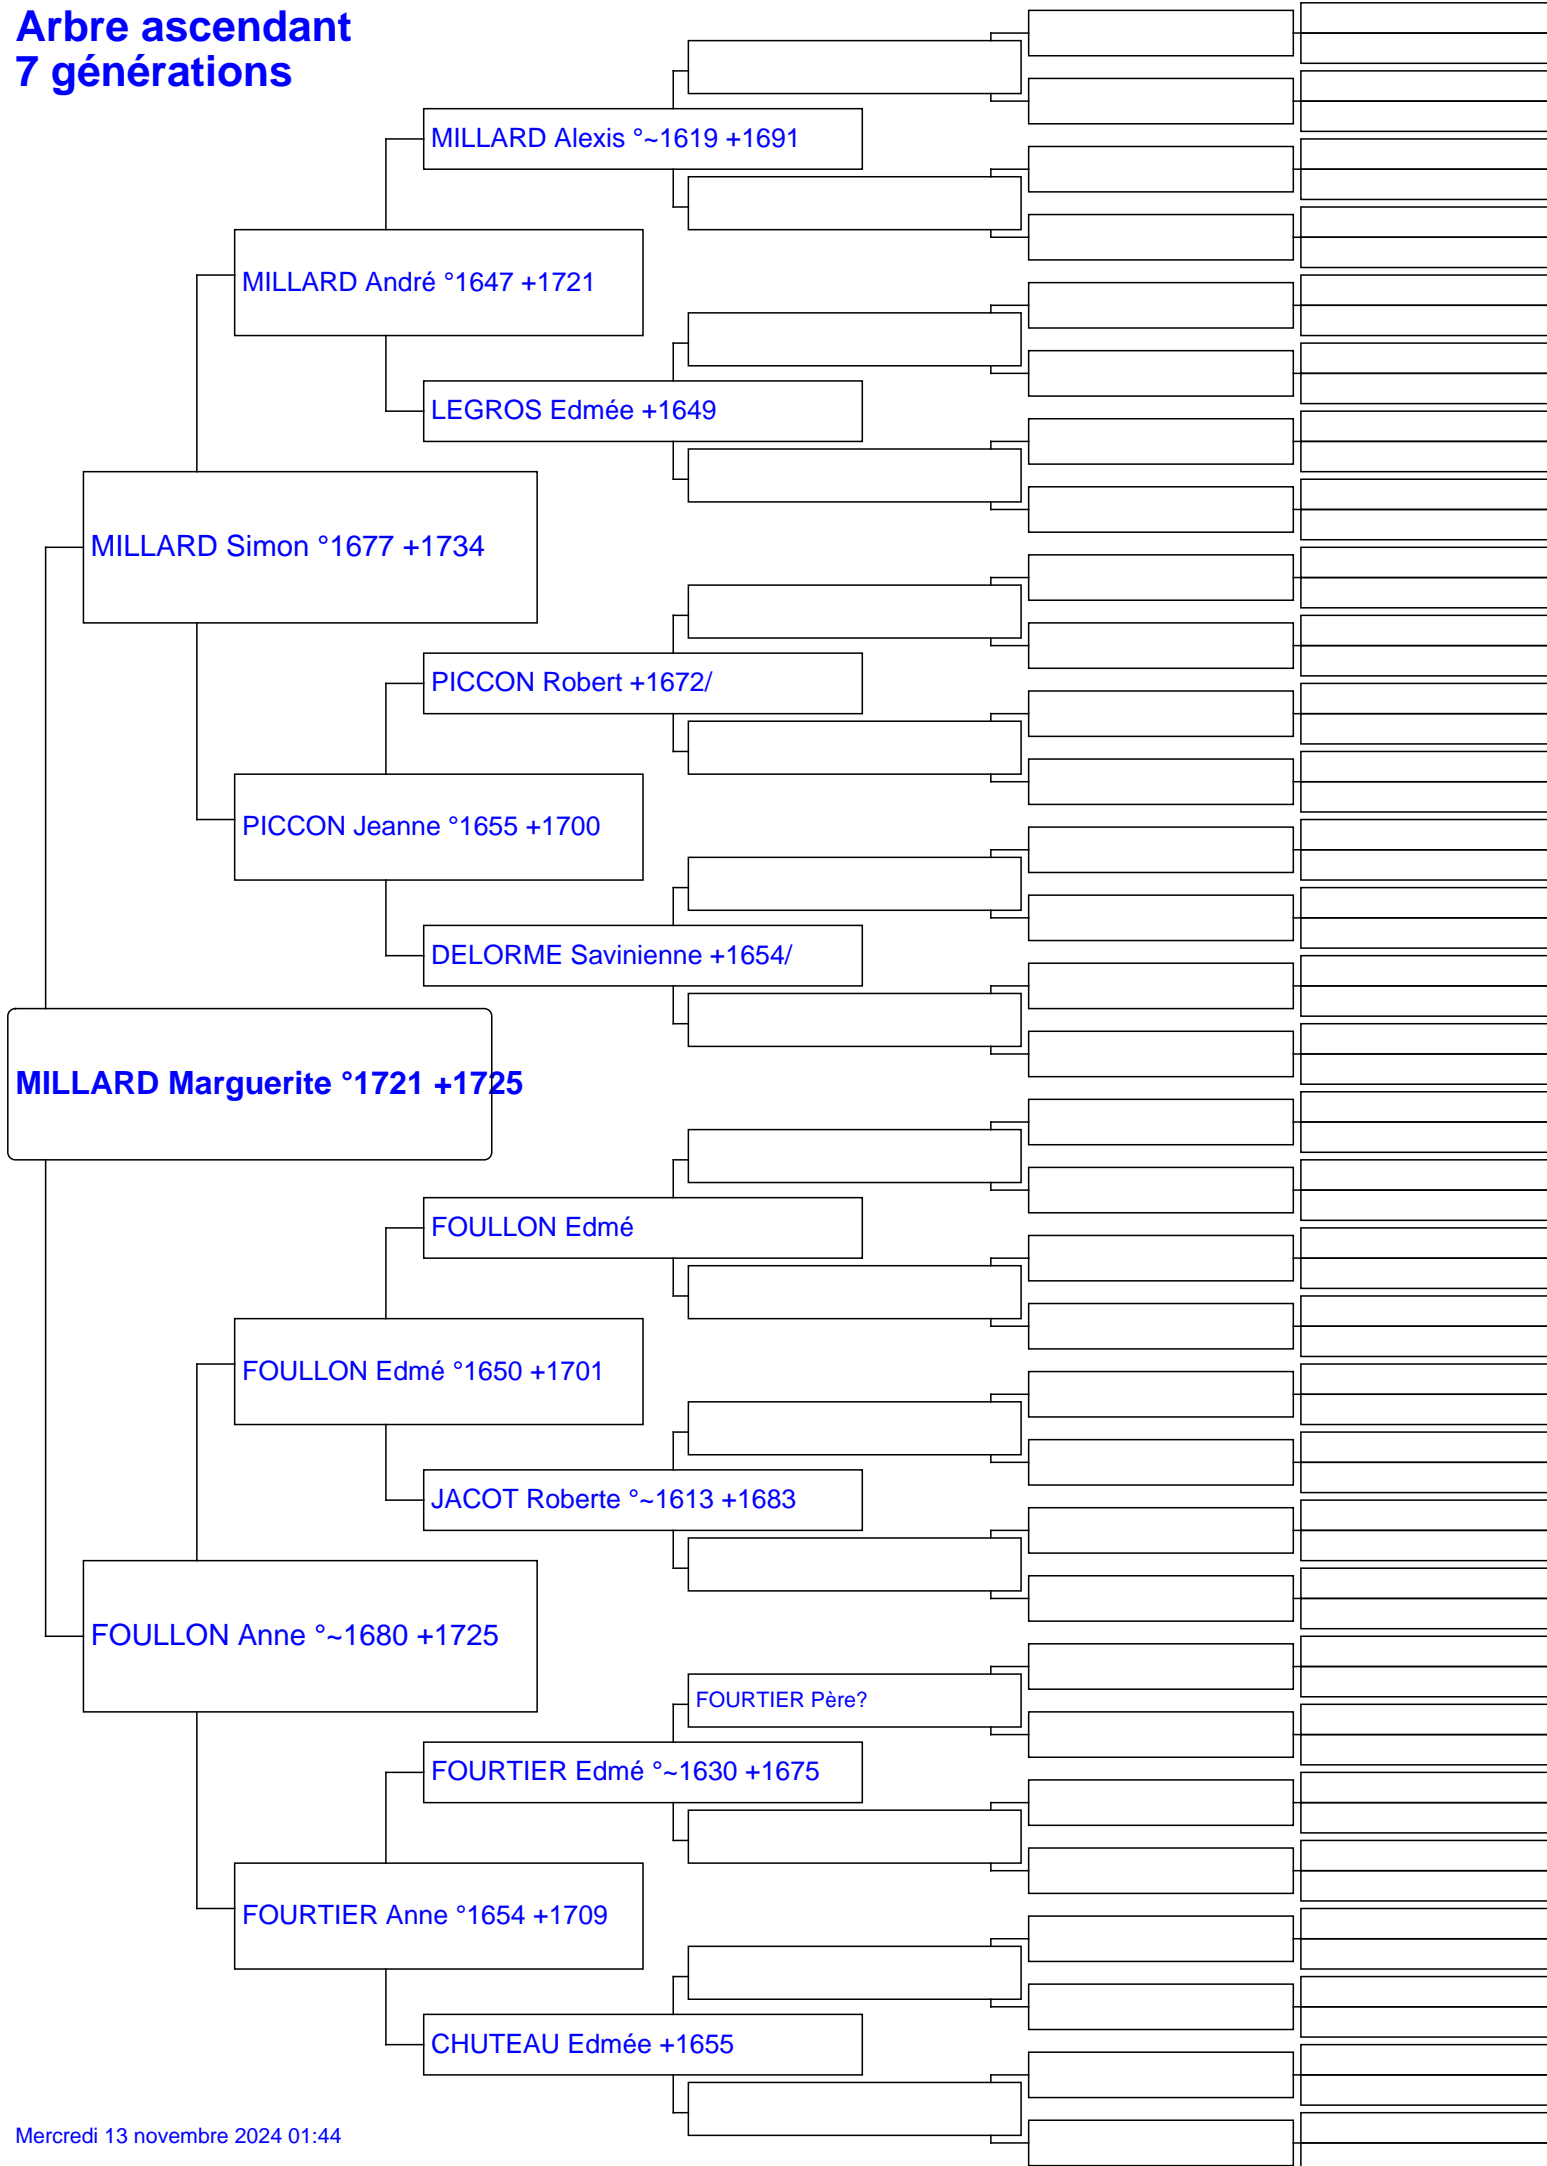 Arbre ascendant
7 générations
MILLARD Alexis °~1619 +1691
MILLARD André °1647 +1721
LEGROS Edmée +1649
MILLARD Simon °1677 +1734
PICCON Robert +1672/
PICCON Jeanne °1655 +1700
DELORME Savinienne +1654/
MILLARD Marguerite °1721 +1725
FOULLON Edmé
FOULLON Edmé °1650 +1701
JACOT Roberte °~1613 +1683
FOULLON Anne °~1680 +1725
FOURTIER Père?
FOURTIER Edmé °~1630 +1675
FOURTIER Anne °1654 +1709
CHUTEAU Edmée +1655
Mercredi 13 novembre 2024 01:44